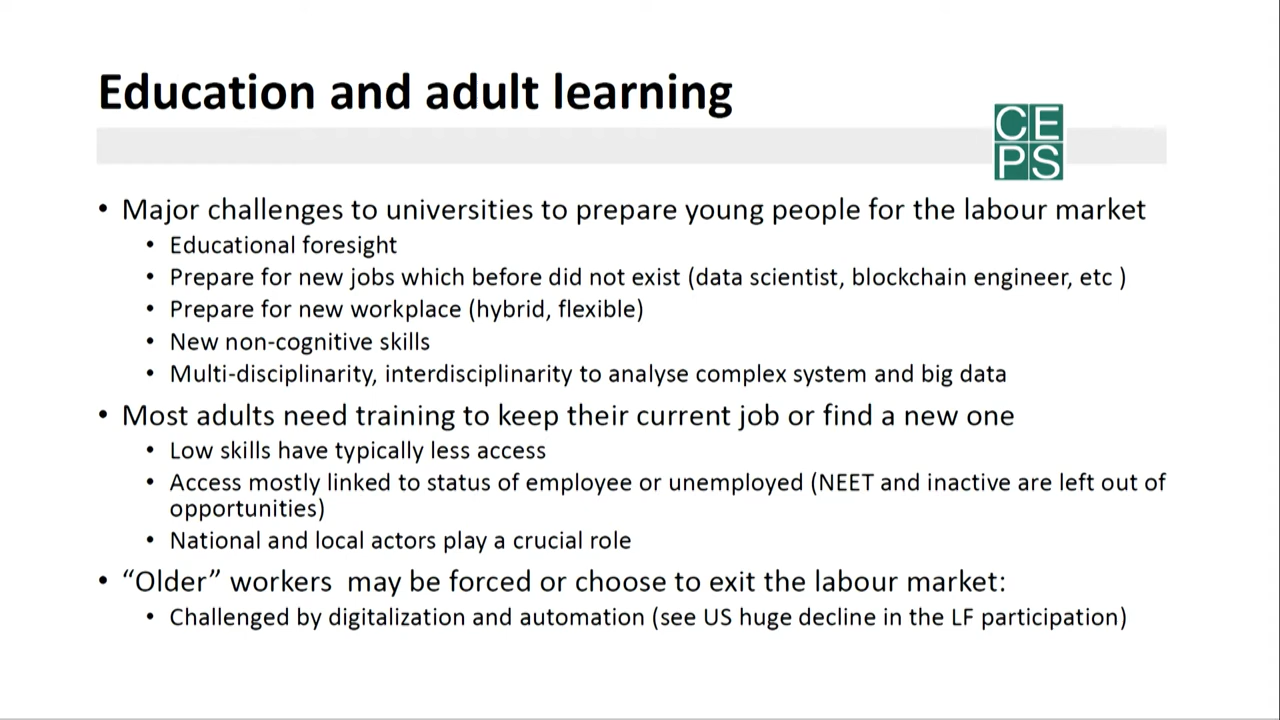 Education and adult learning
CE
PS
• Major challenges to universities to prepare young people for the labour market
• Educational foresight
• Prepare for new jobs which before did not exist (data scientist, blockchain engineer, etc )
• Prepare for new workplace (hybrid, flexible)
• New non-cognitive skills
• Multi-disciplinarity, interdisciplinarity to analyse complex system and big data
• Most adults need training to keep their current job or find a new one
• Low skills have typically less access
• Access mostly linked to status of employee or unemployed (NEET and inactive are left out of
opportunities)
• National and local actors play a crucial role
• “Older” workers  may be forced or choose to exit the labour market:
• Challenged by digitalization and automation (see US huge decline in the LF participation)